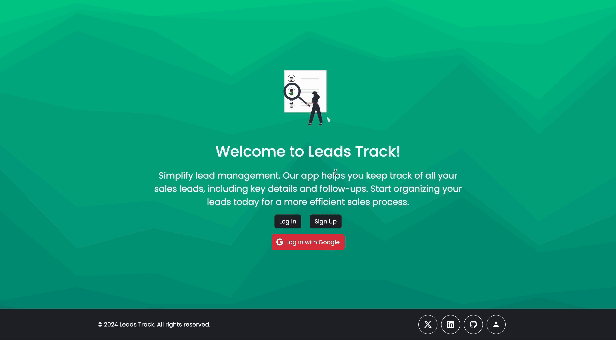 Welcome to Leads Track!
Simplify lead management. Our app helps you keep track of all your
sales leads, including key details and follow-ups. Start organizing your
leads today for a more efficient sales process.
Log In
Sign Up
Log in with Google
© 2024 Leads Track. All rights reserved.